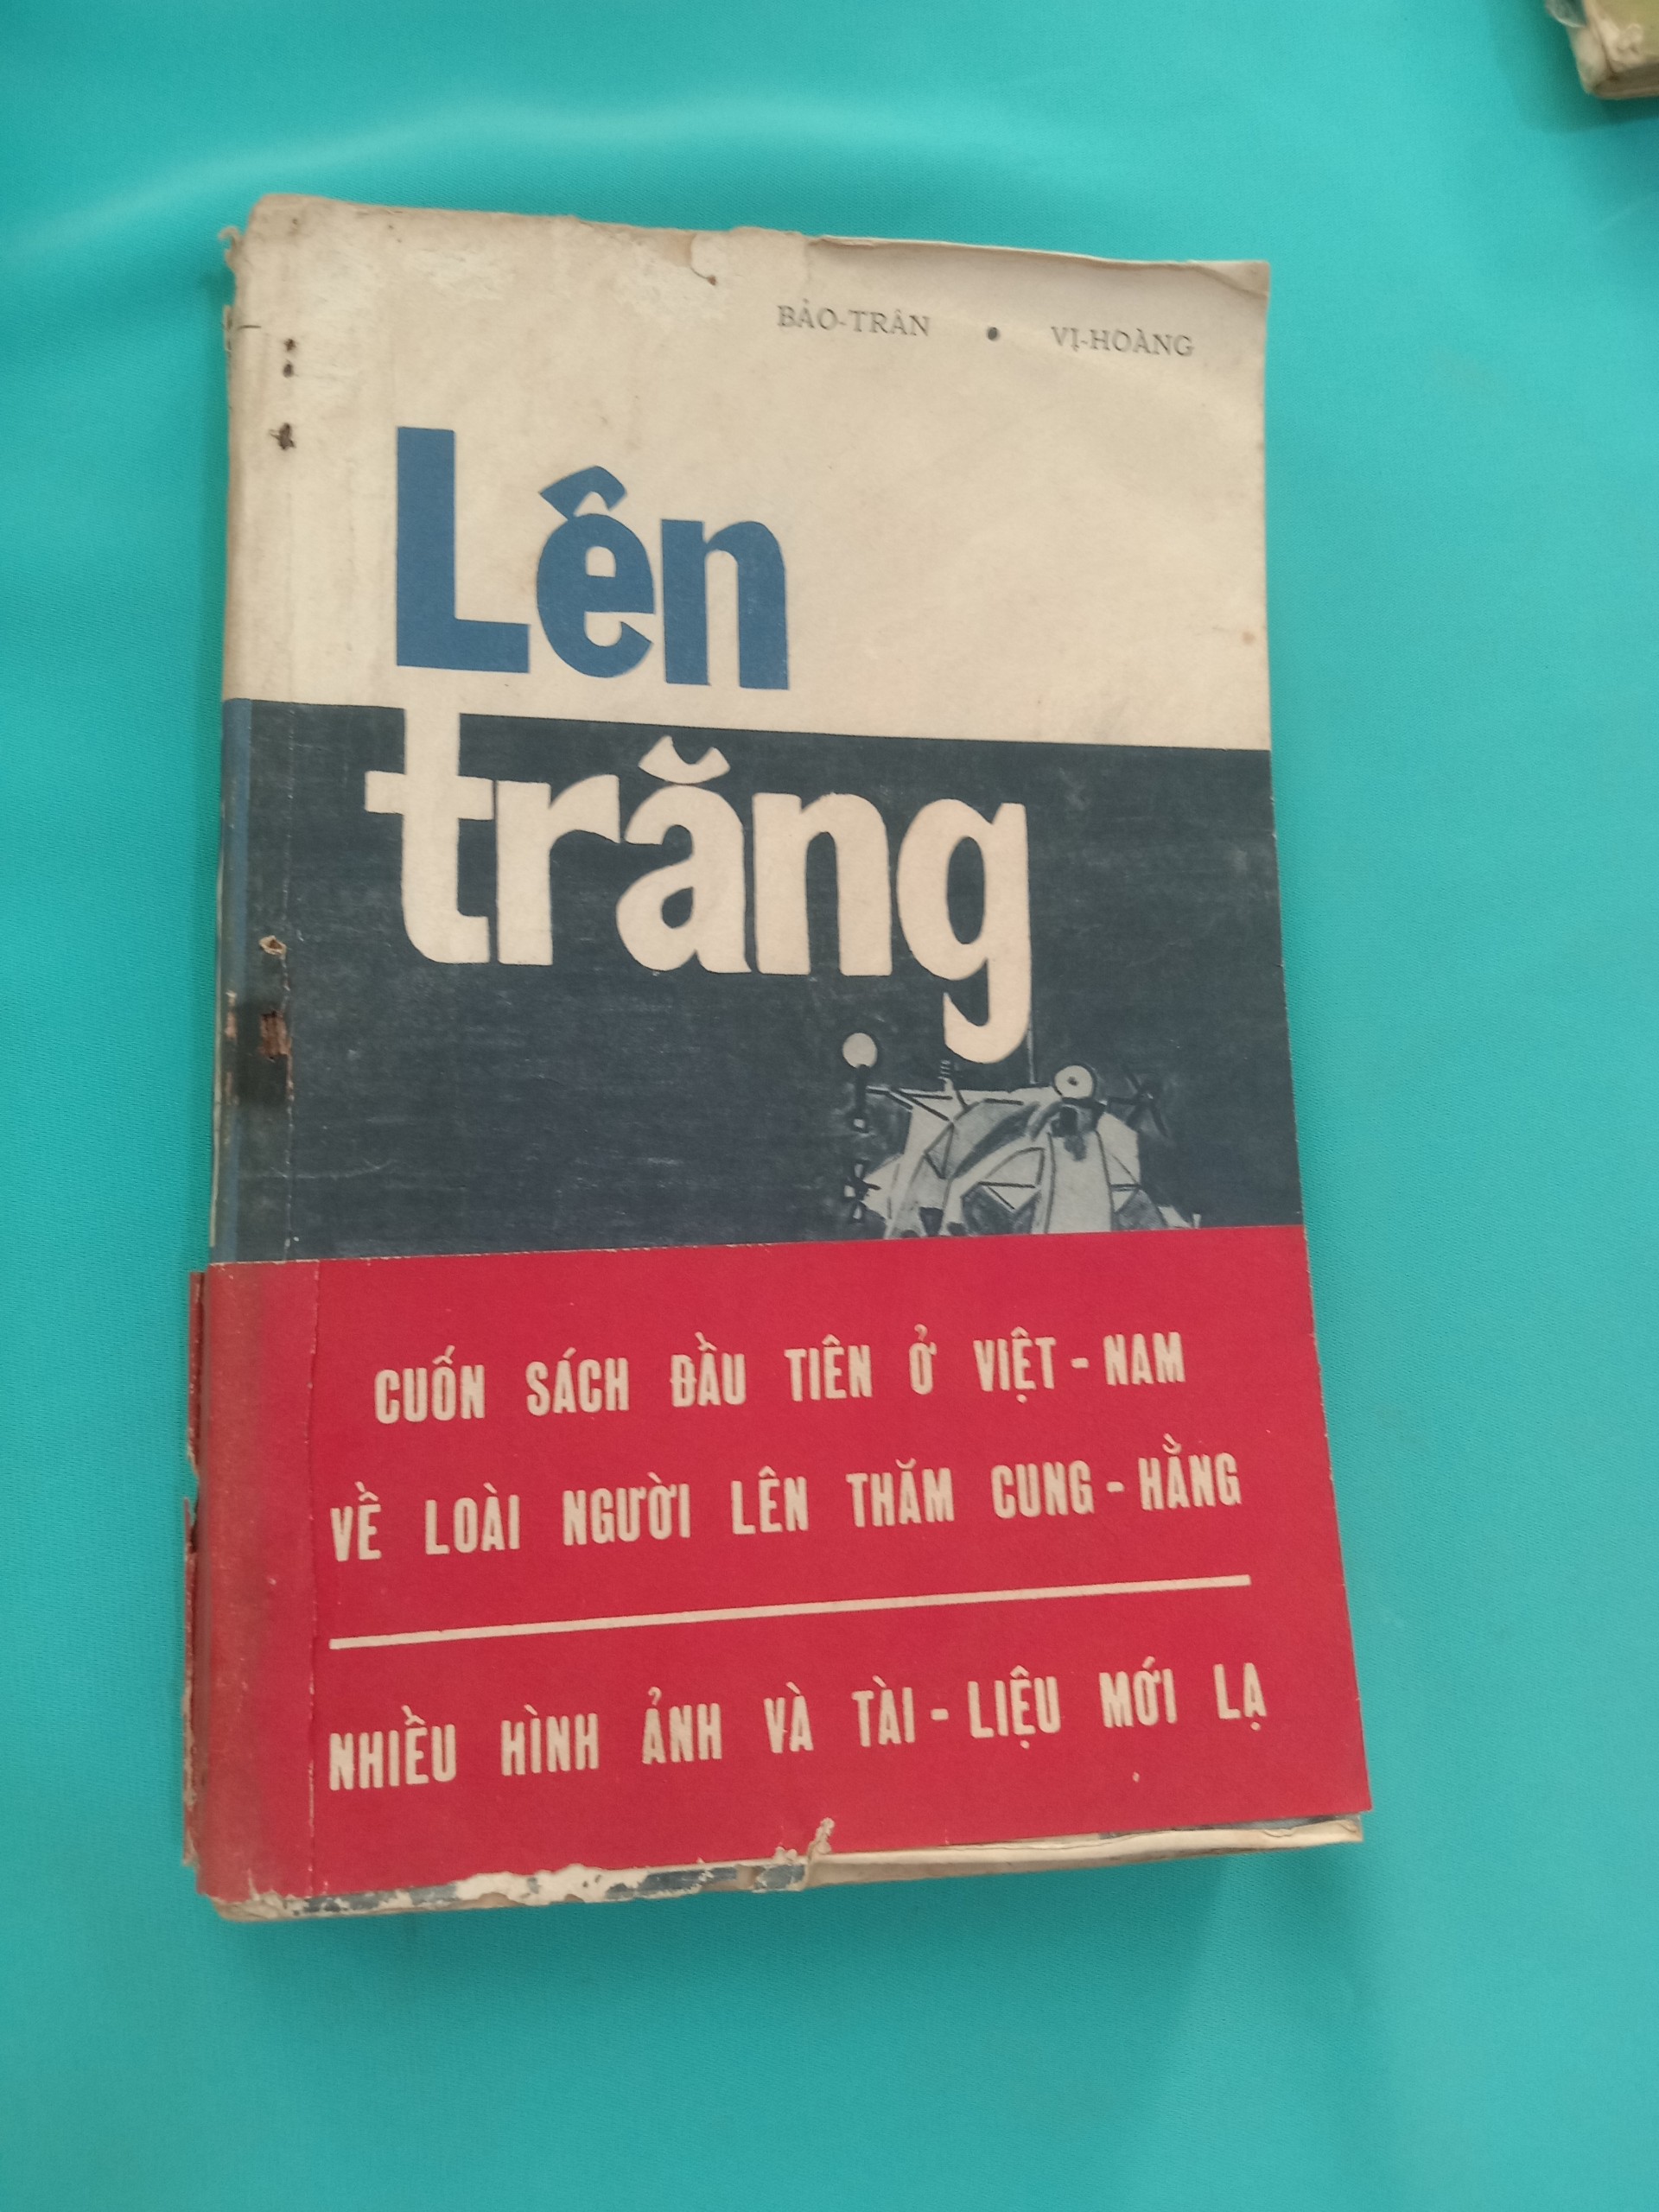 BẢO-TRÂN • VỊ-HOÀNG
Lên
trăng
CUỐN SÁCH ĐẦU TIÊN Ở VIỆT-NAM
VỀ LOÀI NGƯỜI LÊN THĂM CUNG-HẰNG
NHIỀU HÌNH ẢNH VÀ TÀI-LIỆU MỚI LẠ